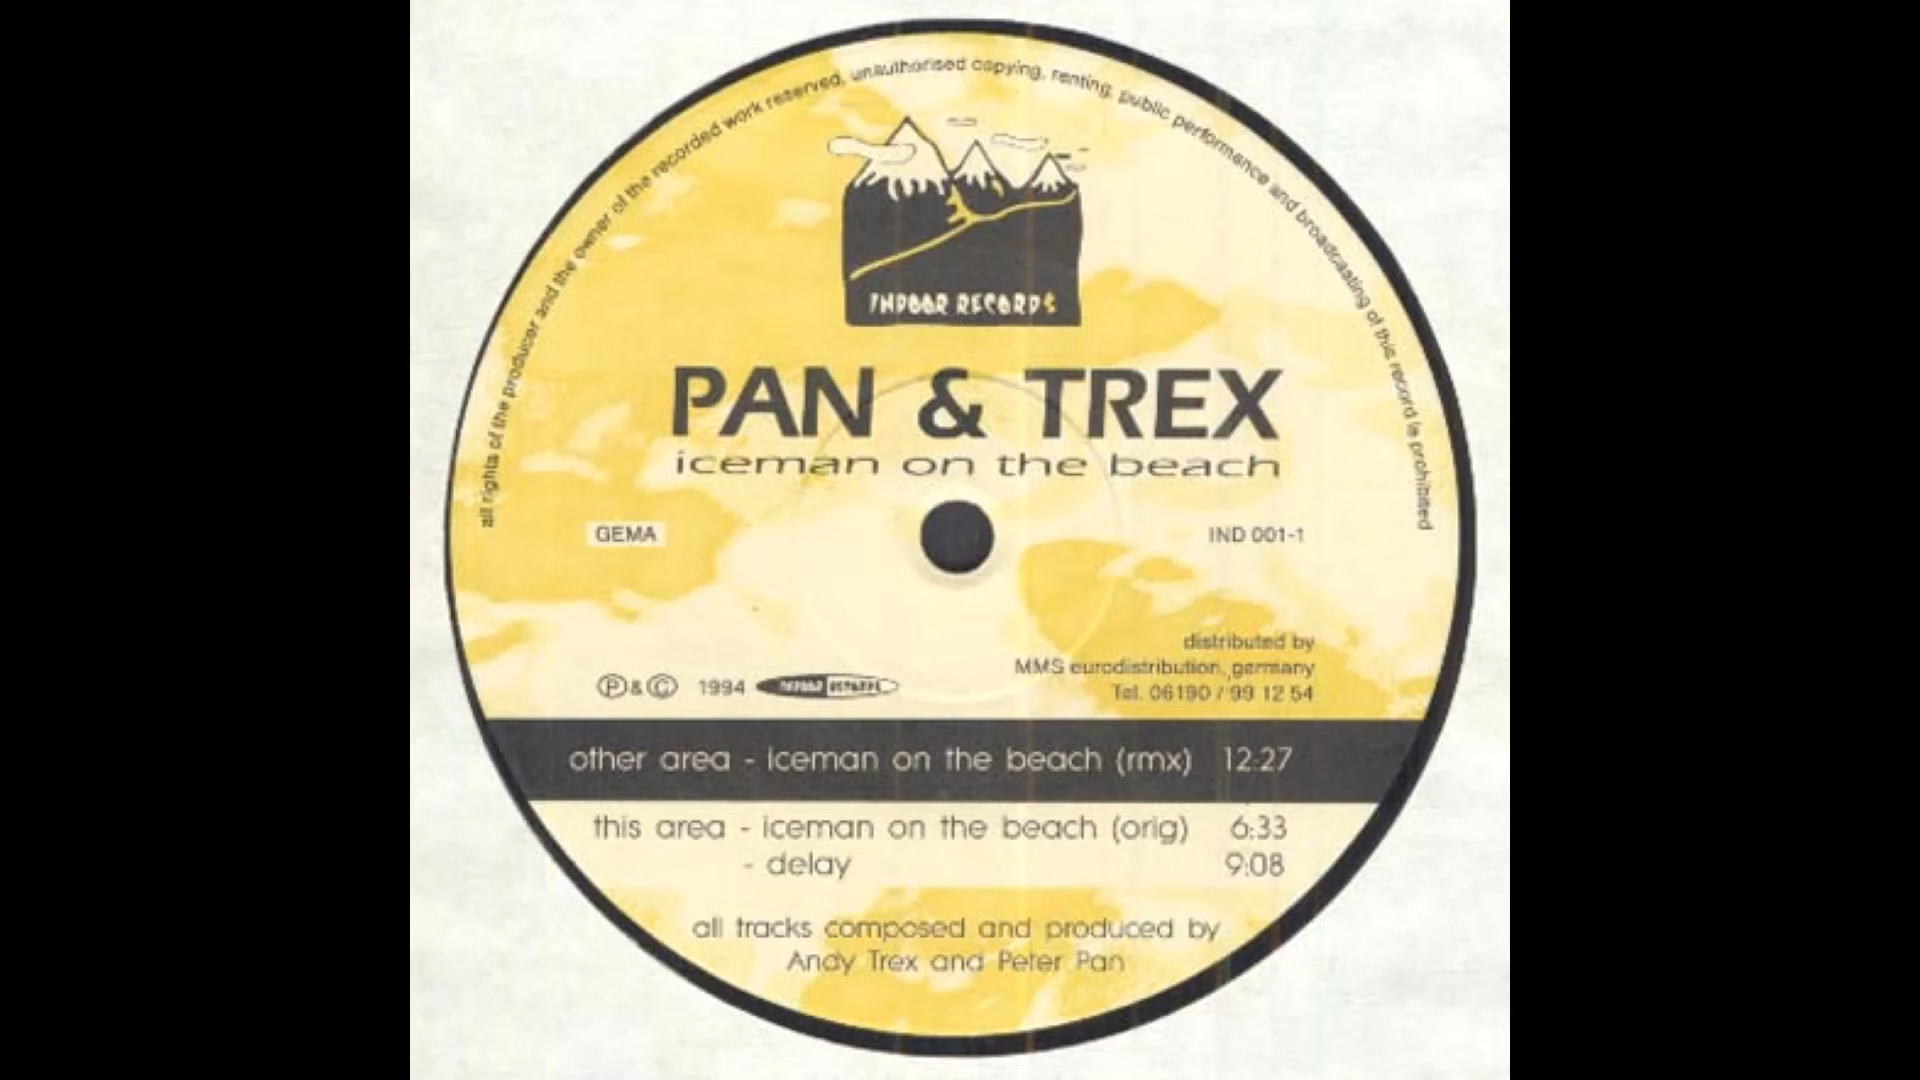 all rights of the producer and the owner of the recorded work reserved, unauthorised copying, renting, public performance and broadcasting of this record is prohibited
INDOOR RECORDS
PAN & TREX
iceman on the beach
GEMA
IND 001-1
distributed by
MMS eurodistribution, germany
Tel. 06190 / 99 12 54
Ⓟ&Ⓒ 1994 INDOOR RECORDS
other area - iceman on the beach (rmx) 12:27
this area - iceman on the beach (orig) 6:33
- delay 9:08
all tracks composed and produced by
Andy Trex and Peter Pan